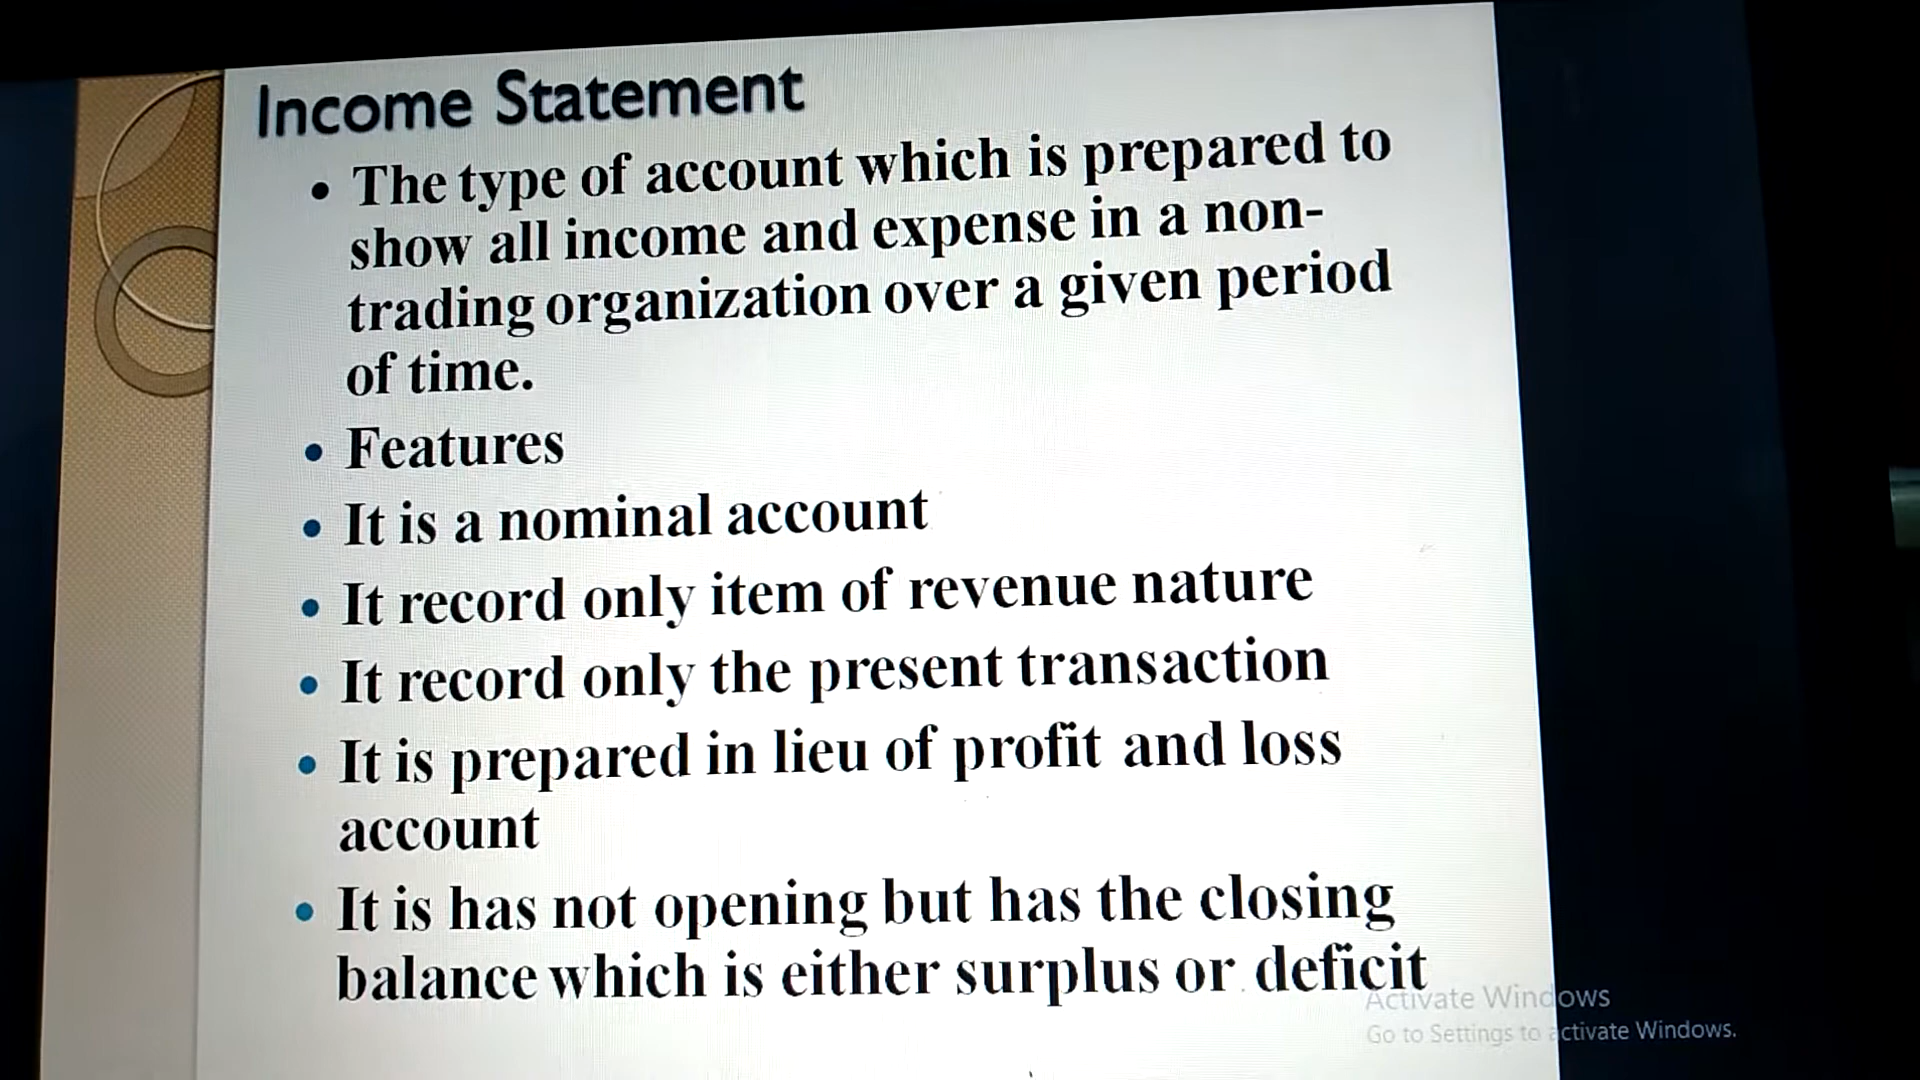 Income Statement
• The type of account which is prepared to
show all income and expense in a non-
trading organization over a given period
of time.
• Features
• It is a nominal account
• It record only item of revenue nature
• It record only the present transaction
• It is prepared in lieu of profit and loss
account
• It is has not opening but has the closing
balance which is either surplus or deficit
Activate Windows
Go to Settings to activate Windows.